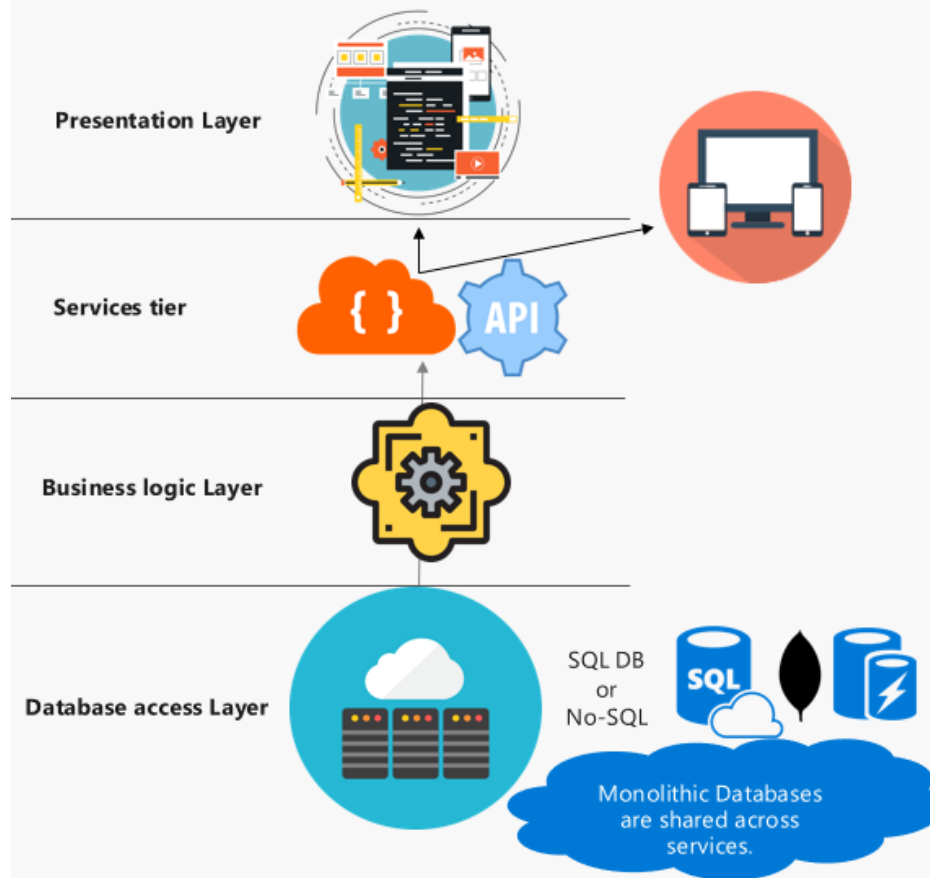 Presentation Layer
Services tier
{ }
API
Business logic Layer
Database access Layer
SQL DB
or
No-SQL
SQL
Monolithic Databases
are shared across
services.